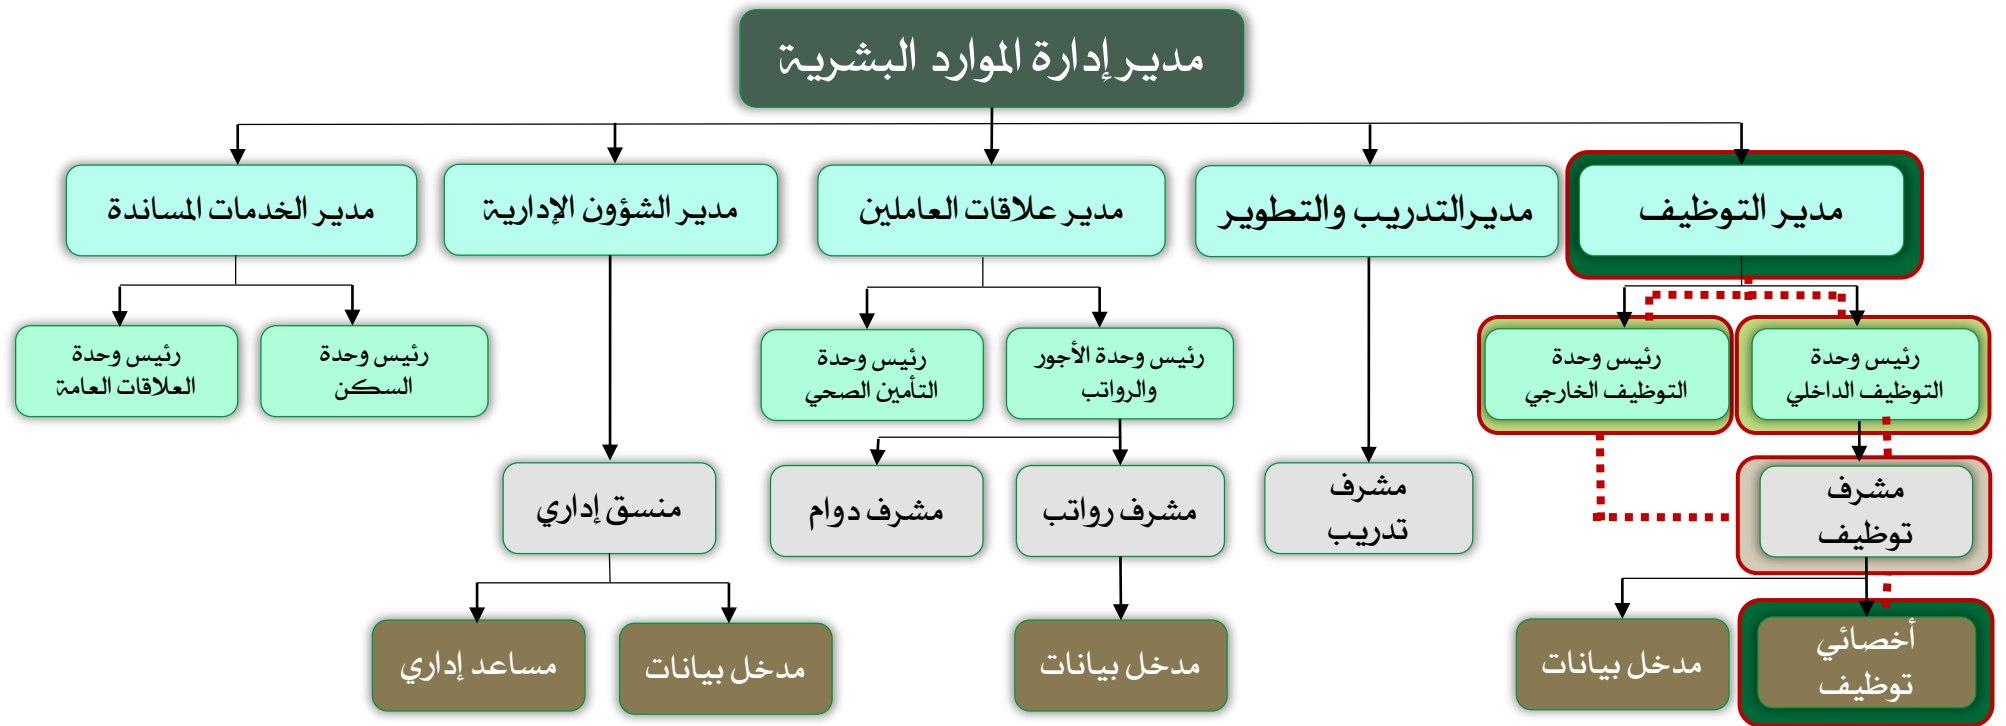 مدير إدارة الموارد البشرية
مدير التوظيف
مدير التدريب والتطوير
مدير علاقات العاملين
مدير الشؤون الإدارية
مدير الخدمات المساندة
رئيس وحدة
التوظيف الداخلي
رئيس وحدة
التوظيف الخارجي
رئيس وحدة الأجور
والرواتب
رئيس وحدة
التأمين الصحي
رئيس وحدة
السكن
رئيس وحدة
العلاقات العامة
مشرف
توظيف
مشرف
تدريب
مشرف رواتب
مشرف دوام
منسق إداري
أخصائي
توظيف
مدخل بيانات
مدخل بيانات
مدخل بيانات
مساعد إداري